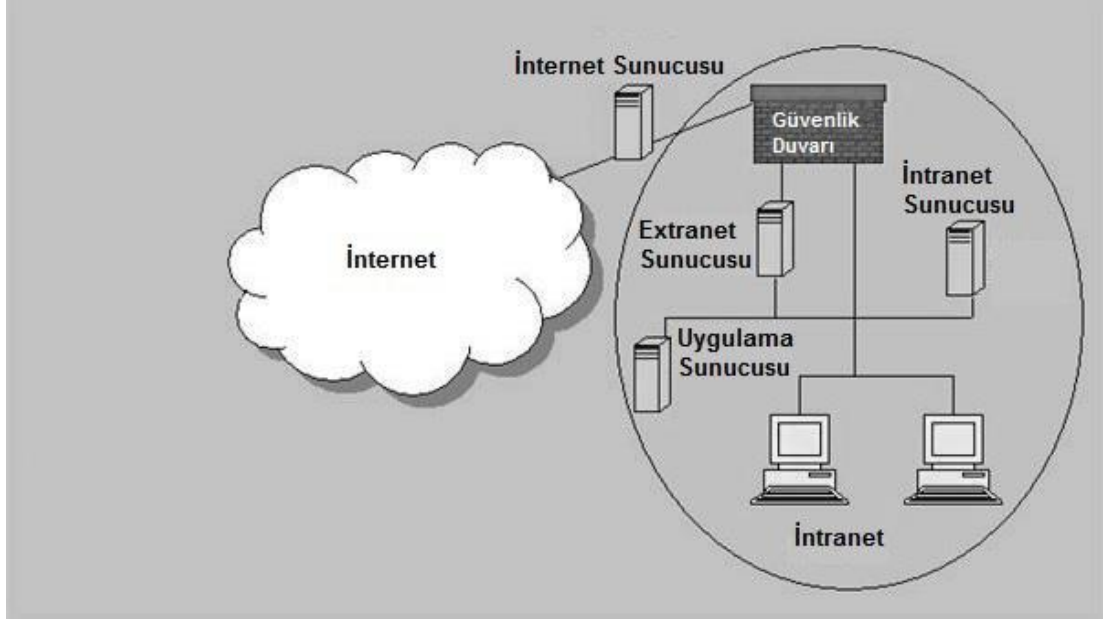 İnternet Sunucusu
Güvenlik
Duvarı
İntranet
Sunucusu
Extranet
Sunucusu
İnternet
Uygulama
Sunucusu
İntranet